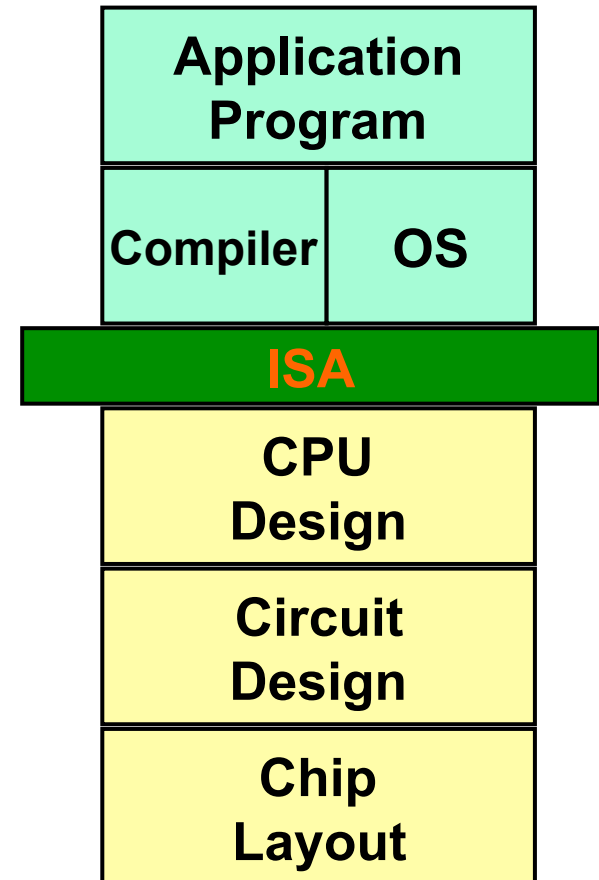 Application
Program
Compiler
OS
ISA
CPU
Design
Circuit
Design
Chip
Layout